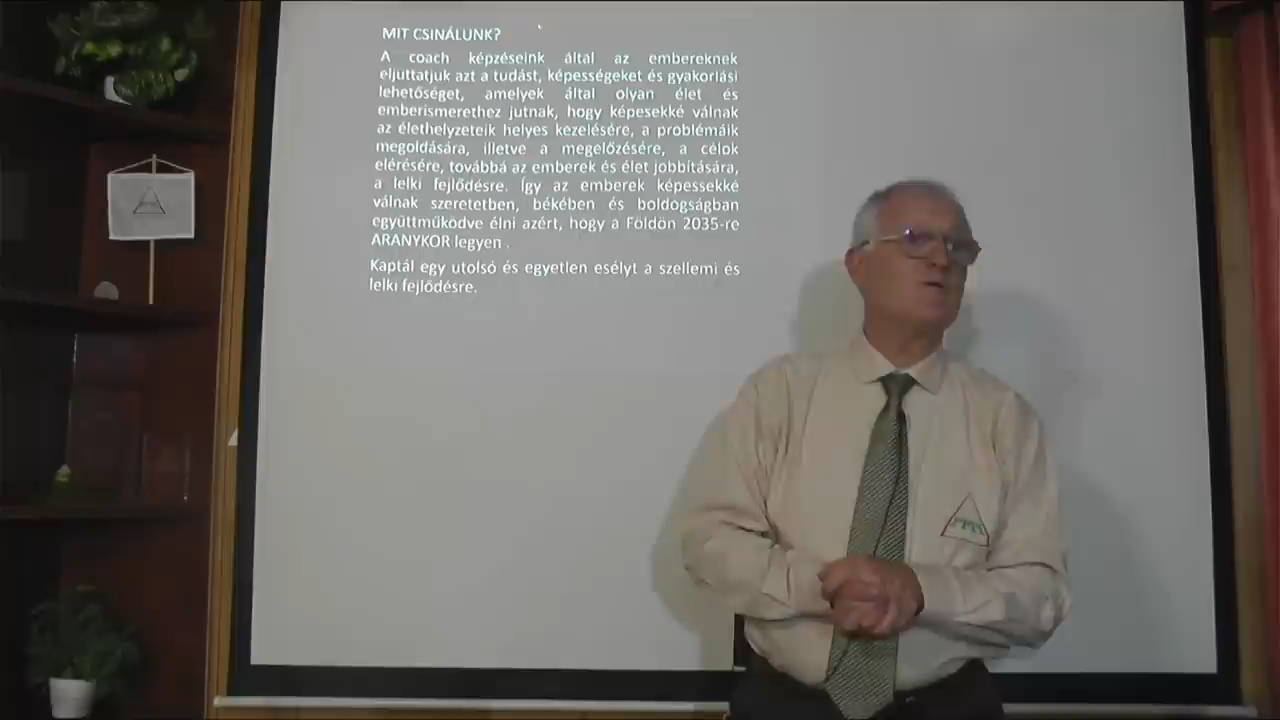 MIT CSINÁLUNK?
A coach képzéseink által az embereknek
eljuttatjuk azt a tudást, képességeket és gyakorlási
lehetőséget, amelyek által olyan élet és
emberismerethez jutnak, hogy képesekké válnak
az élethelyzeteik helyes kezelésére, a problémáik
megoldására, illetve a megelőzésére, a célok
elérésére, továbbá az emberek és élet jobbítására,
a lelki fejlődésre. Így az emberek képessekké
válnak szeretetben, békében és boldogságban
együttműködve élni azért, hogy a Földön 2035-re
ARANYKOR legyen .
Kaptál egy utolsó és egyetlen esélyt a szellemi és
lelki fejlődésre.